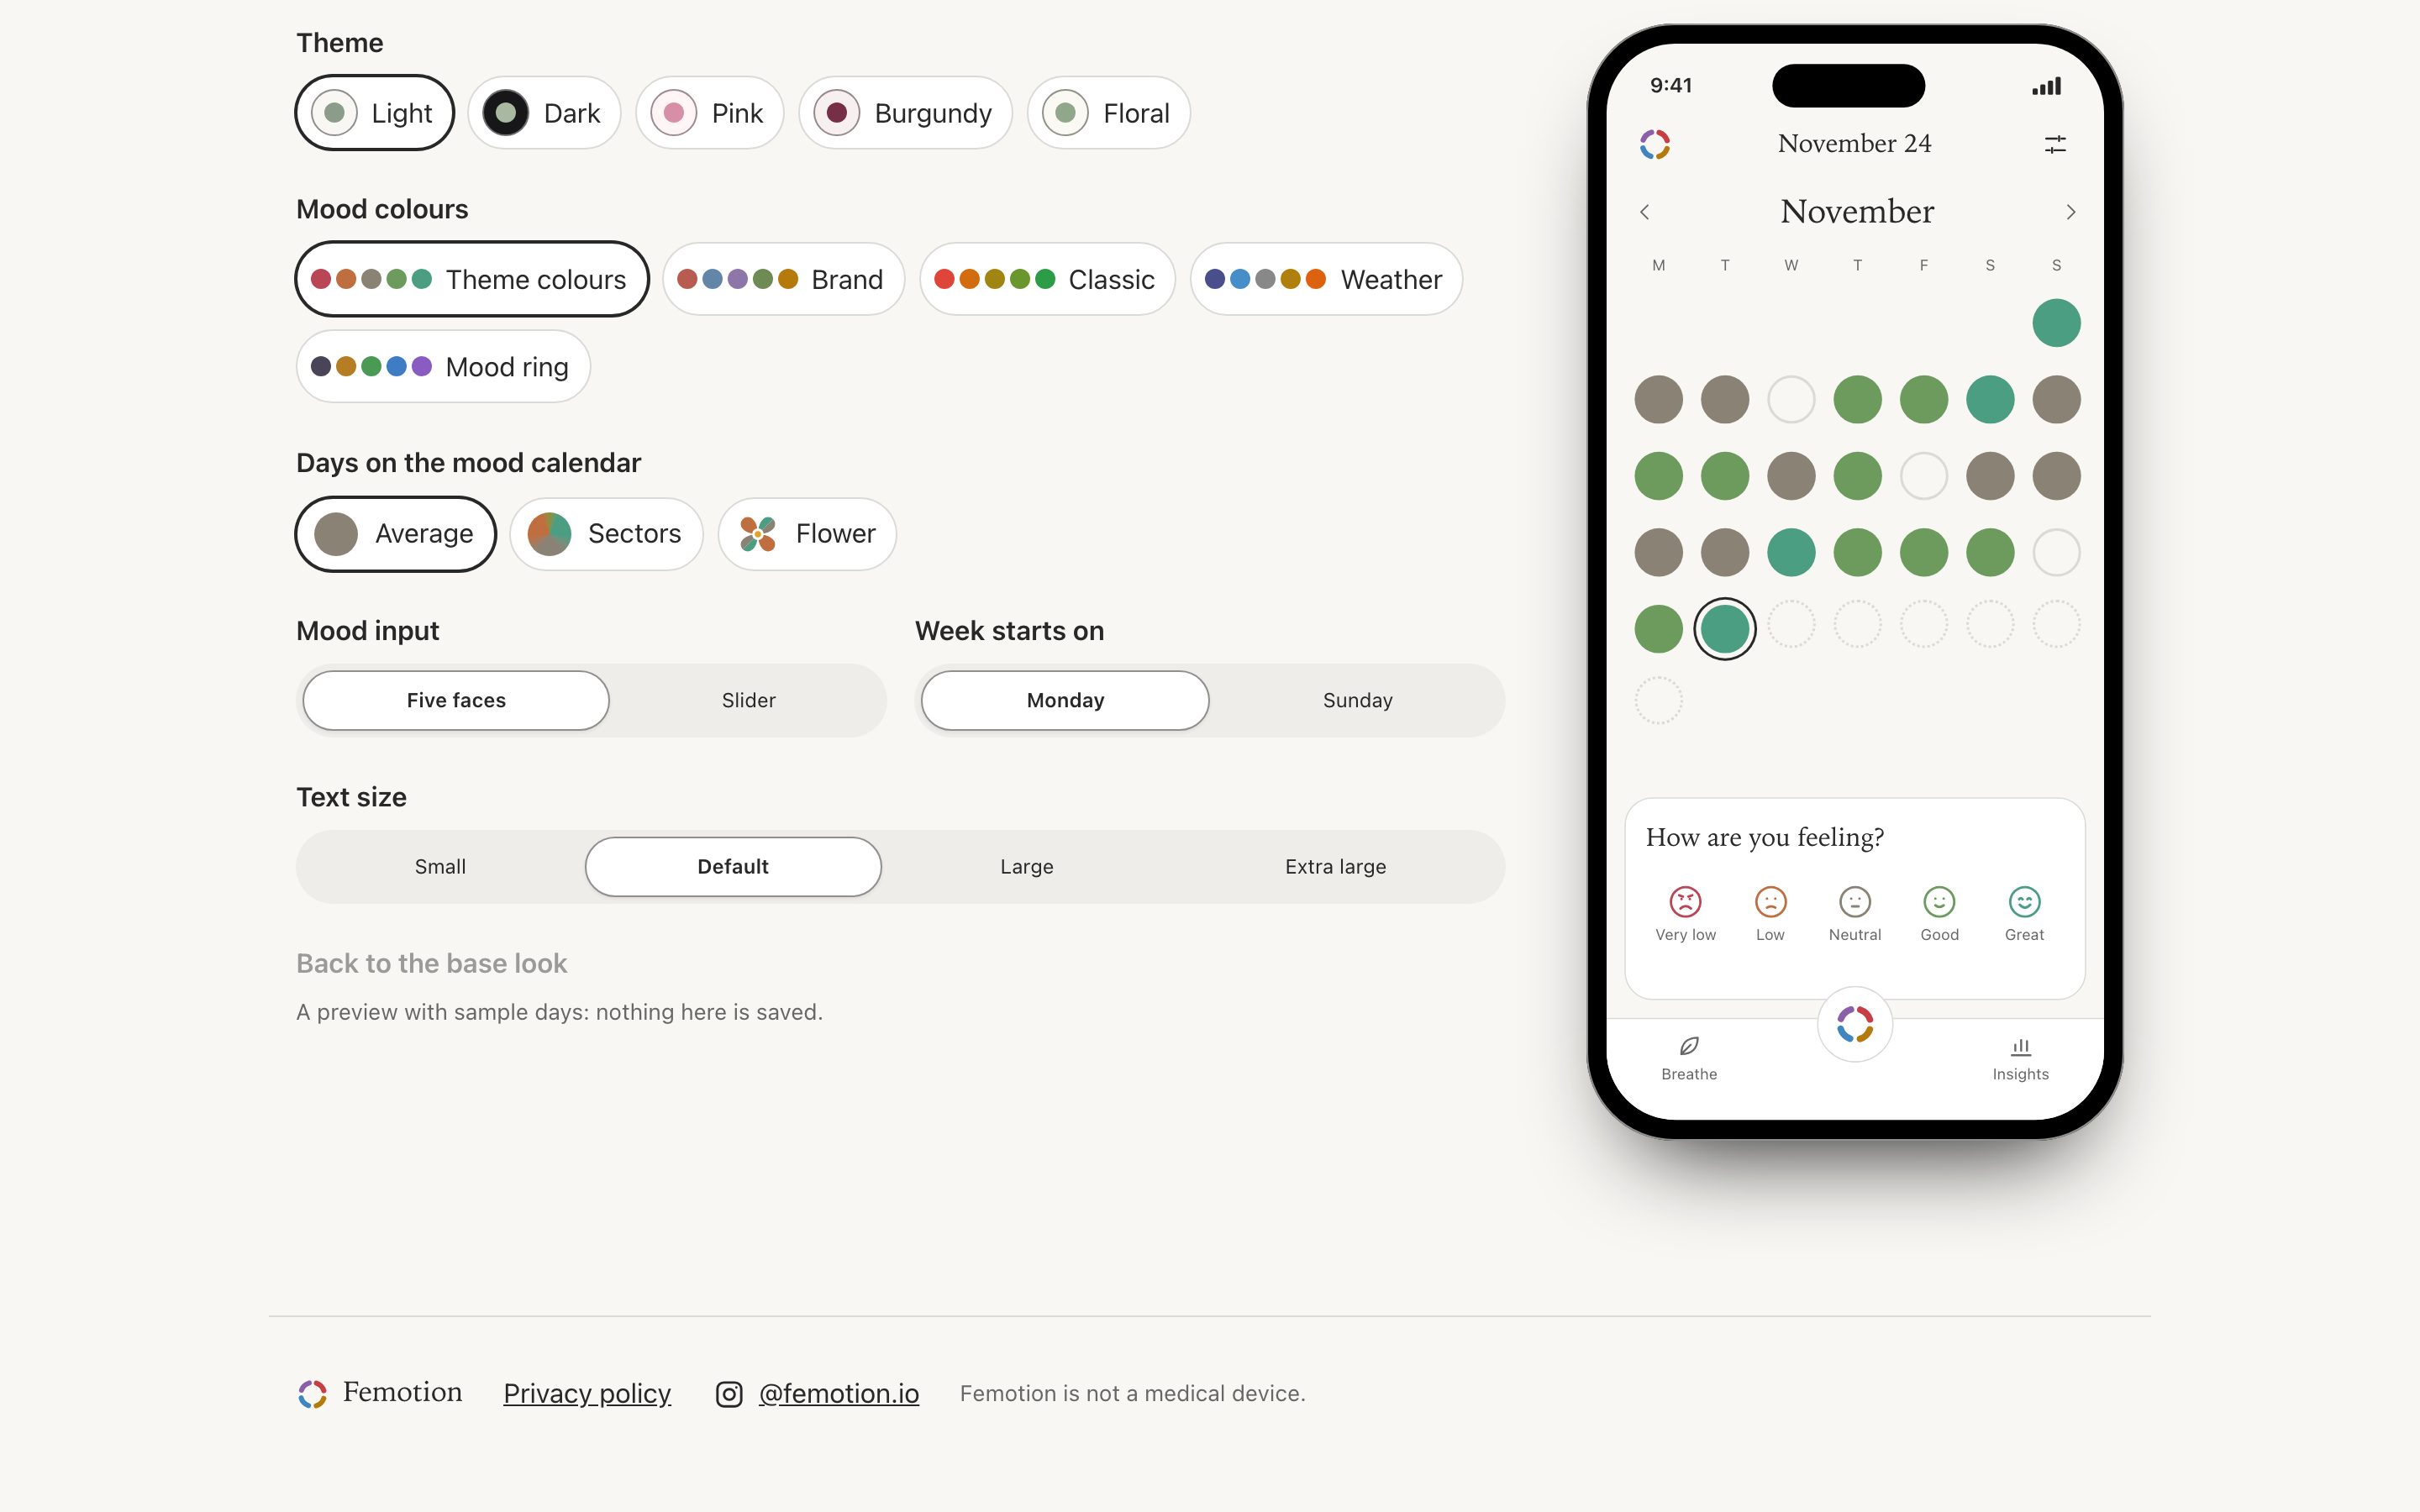 Theme
Light Dark Pink Burgundy Floral
Mood colours
Theme colours Brand Classic Weather
Mood ring
Days on the mood calendar
Average Sectors Flower
Mood input
Five faces Slider
Week starts on
Monday Sunday
Text size
Small Default Large Extra large
Back to the base look
A preview with sample days: nothing here is saved.
9:41
November 24
November
M T W T F S S
How are you feeling?
Very low Low Neutral Good Great
Breathe Insights
Femotion Privacy policy @femotion.io Femotion is not a medical device.